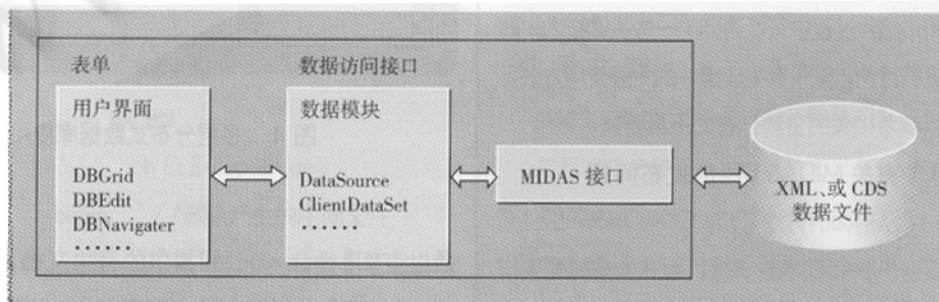 表单
用户界面
DBGrid
DBEdit
DBNavigater
······
数据访问接口
数据模块
DataSource
ClientDataSet
······
MIDAS 接口
XML、或 CDS
数据文件